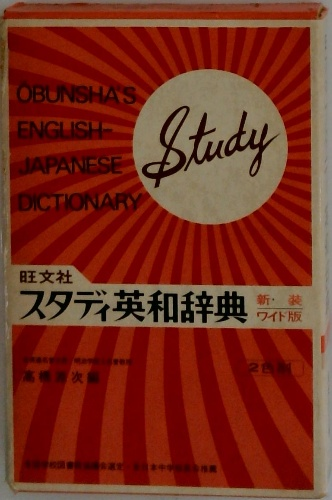 ŌBUNSHA'S
ENGLISH-
JAPANESE
DICTIONARY
Study
旺文社
スタディ英和辞典
新・装
ワイド版
2色刷